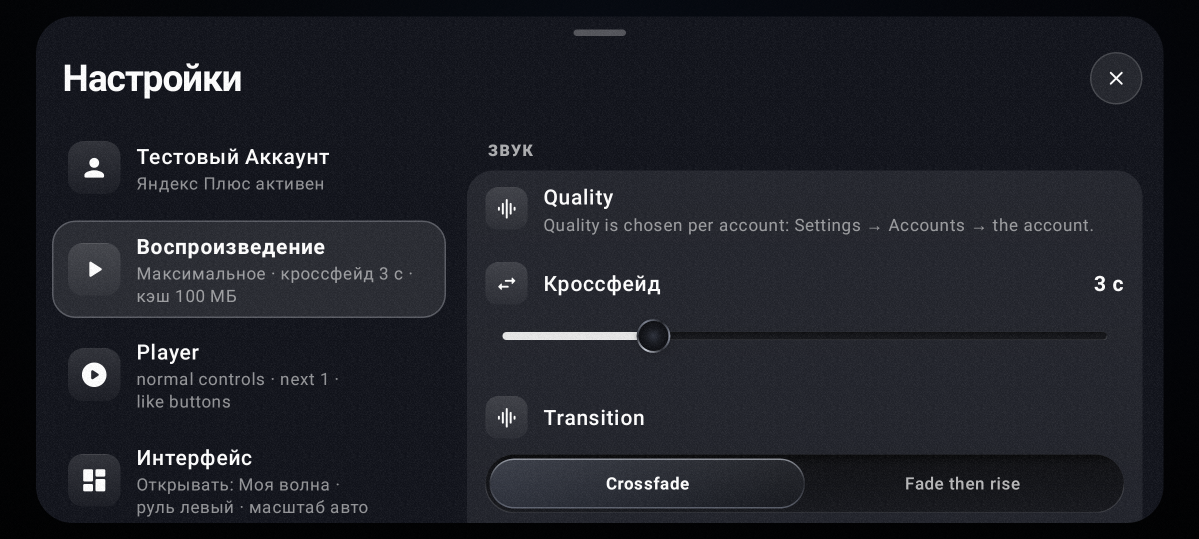 Настройки
Тестовый Аккаунт
Яндекс Плюс активен
Воспроизведение
Максимальное · кроссфейд 3 с ·
кэш 100 МБ
Player
normal controls · next 1 ·
like buttons
Интерфейс
Открывать: Моя волна ·
руль левый · масштаб авто
ЗВУК
Quality
Quality is chosen per account: Settings → Accounts → the account.
Кроссфейд
3 с
Transition
Crossfade
Fade then rise